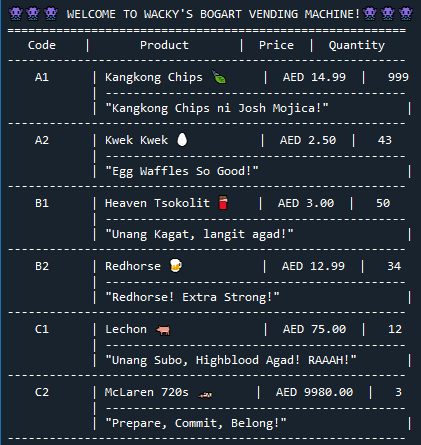 👾👾👾 WELCOME TO WACKY'S BOGART VENDING MACHINE!👾👾👾
Code | Product | Price | Quantity
A1 | Kangkong Chips 🍃 | AED 14.99 | 999
| "Kangkong Chips ni Josh Mojica!" |
A2 | Kwek Kwek 🥚 | AED 2.50 | 43
| "Egg Waffles So Good!" |
B1 | Heaven Tsokolit 🍫 | AED 3.00 | 50
| "Unang Kagat, langit agad!" |
B2 | Redhorse 🍺 | AED 12.99 | 34
| "Redhorse! Extra Strong!" |
C1 | Lechon 🐖 | AED 75.00 | 12
| "Unang Subo, Highblood Agad! RAAAH!" |
C2 | McLaren 720s 🏎 | AED 9980.00 | 3
| "Prepare, Commit, Belong!" |